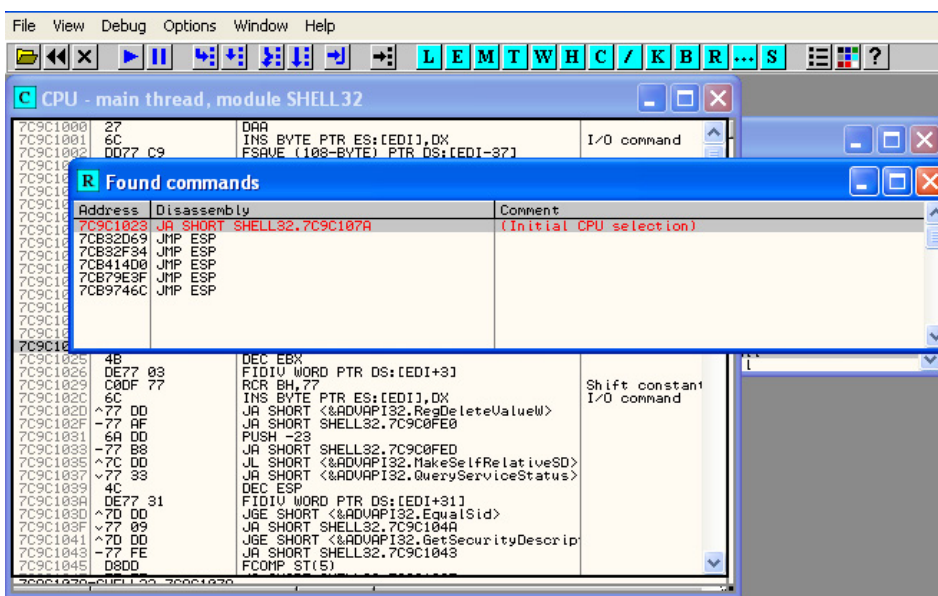 File View Debug Options Window Help
L E M T W H C / K B R ... S ?
C CPU - main thread, module SHELL32
7C9C1000 27 DAA
7C9C1001 6C INS BYTE PTR ES:[EDI],DX I/O command
7C9C1002 DD77 C9 FSAVE (108-BYTE) PTR DS:[EDI-37]
R Found commands
Address Disassembly Comment
7C9C1023 JA SHORT SHELL32.7C9C107A (Initial CPU selection)
7CB32D69 JMP ESP
7CB32F34 JMP ESP
7CB414D0 JMP ESP
7CB79E3F JMP ESP
7CB9746C JMP ESP
7C9C1025 4B DEC EBX
7C9C1026 DE77 03 FIDIV WORD PTR DS:[EDI+3]
7C9C1029 C0DF 77 RCR BH,77 Shift constant
7C9C102C 6C INS BYTE PTR ES:[EDI],DX I/O command
7C9C102D ^77 DD JA SHORT <&ADVAPI32.RegDeleteValueW>
7C9C102F -77 AF JA SHORT SHELL32.7C9C0FE0
7C9C1031 6A DD PUSH -23
7C9C1033 -77 B8 JA SHORT SHELL32.7C9C0FED
7C9C1035 ^7C DD JL SHORT <&ADVAPI32.MakeSelfRelativeSD>
7C9C1037 v77 33 JA SHORT <&ADVAPI32.QueryServiceStatus>
7C9C1039 4C DEC ESP
7C9C103A DE77 31 FIDIV WORD PTR DS:[EDI+31]
7C9C103D ^7D DD JGE SHORT <&ADVAPI32.EqualSid>
7C9C103F v77 09 JA SHORT SHELL32.7C9C104A
7C9C1041 ^7D DD JGE SHORT <&ADVAPI32.GetSecurityDescrip
7C9C1043 -77 FE JA SHORT SHELL32.7C9C1043
7C9C1045 D8DD FCOMP ST(5)